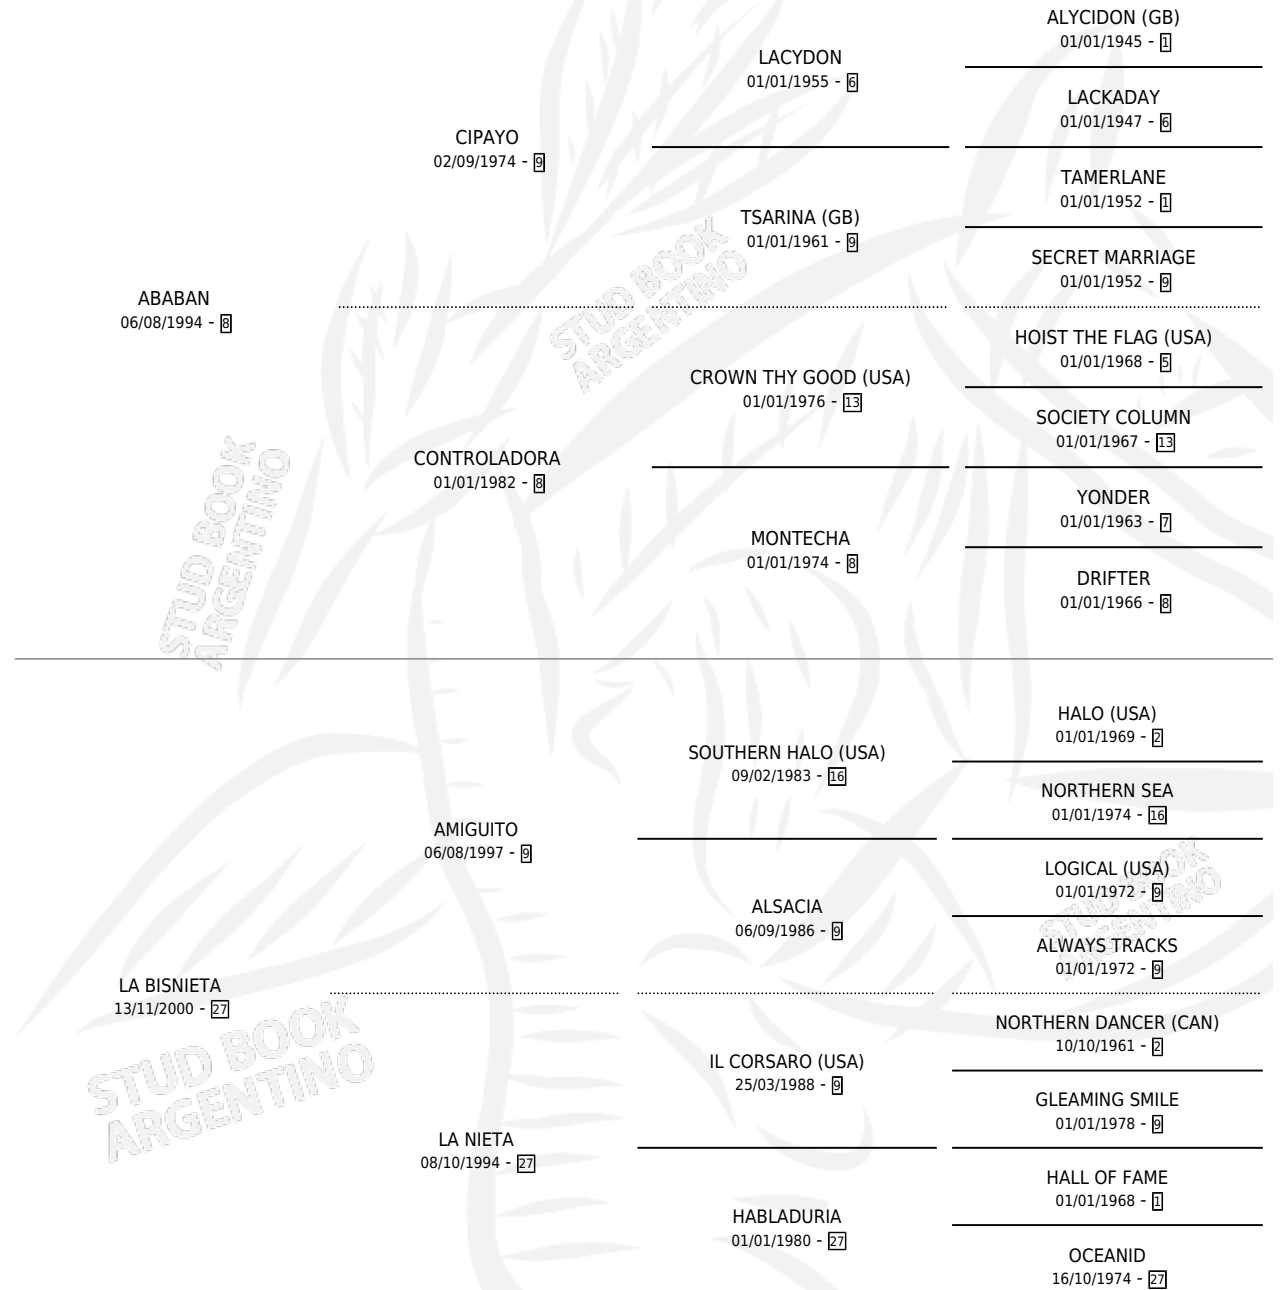 ALYCIDON (GB)
01/01/1945 - 1
LACYDON
01/01/1955 - 6
LACKADAY
01/01/1947 - 6
CIPAYO
02/09/1974 - 9
TAMERLANE
01/01/1952 - 1
TSARINA (GB)
01/01/1961 - 9
SECRET MARRIAGE
01/01/1952 - 9
ABABAN
06/08/1994 - 8
HOIST THE FLAG (USA)
01/01/1968 - 5
CROWN THY GOOD (USA)
01/01/1976 - 13
SOCIETY COLUMN
01/01/1967 - 13
CONTROLADORA
01/01/1982 - 8
YONDER
01/01/1963 - 7
MONTECHA
01/01/1974 - 8
DRIFTER
01/01/1966 - 8
HALO (USA)
01/01/1969 - 2
SOUTHERN HALO (USA)
09/02/1983 - 16
NORTHERN SEA
01/01/1974 - 16
AMIGUITO
06/08/1997 - 9
LOGICAL (USA)
01/01/1972 - 9
ALSACIA
06/09/1986 - 9
ALWAYS TRACKS
01/01/1972 - 9
LA BISNIETA
13/11/2000 - 27
NORTHERN DANCER (CAN)
10/10/1961 - 2
IL CORSARO (USA)
25/03/1988 - 9
GLEAMING SMILE
01/01/1978 - 9
LA NIETA
08/10/1994 - 27
HALL OF FAME
01/01/1968 - 1
HABLADURIA
01/01/1980 - 27
OCEANID
16/10/1974 - 27
STUD BOOK
ARGENTINO
STUD BOOK
ARGENTINO
STUD BOOK
ARGENTINO
STUD BOOK
ARGENTINO